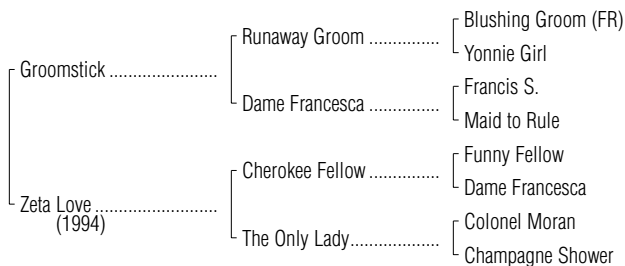 Blushing Groom (FR)
Runaway Groom ...............
Yonnie Girl
Groomstick .......................
Francis S.
Dame Francesca ...............
Maid to Rule
Funny Fellow
Cherokee Fellow ...............
Dame Francesca
Zeta Love ..........................
(1994)
Colonel Moran
The Only Lady...................
Champagne Shower